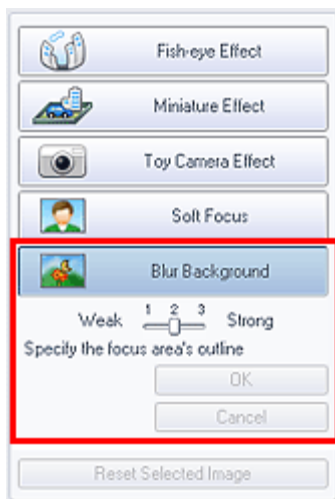 Fish-eye Effect
Miniature Effect
Toy Camera Effect
Soft Focus
Blur Background
1 2 3
Weak Strong
Specify the focus area's outline
OK
Cancel
Reset Selected Image